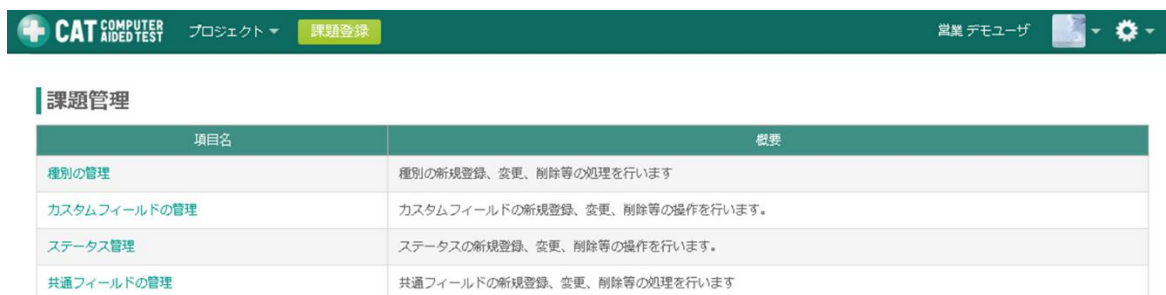 CAT COMPUTER AIDED TEST プロジェクト 課題登録 営業 デモユーザ
課題管理
項目名 概要
種別の管理 種別の新規登録、変更、削除等の処理を行います
カスタムフィールドの管理 カスタムフィールドの新規登録、変更、削除等の操作を行います。
ステータス管理 ステータスの新規登録、変更、削除等の操作を行います。
共通フィールドの管理 共通フィールドの新規登録、変更、削除等の処理を行います